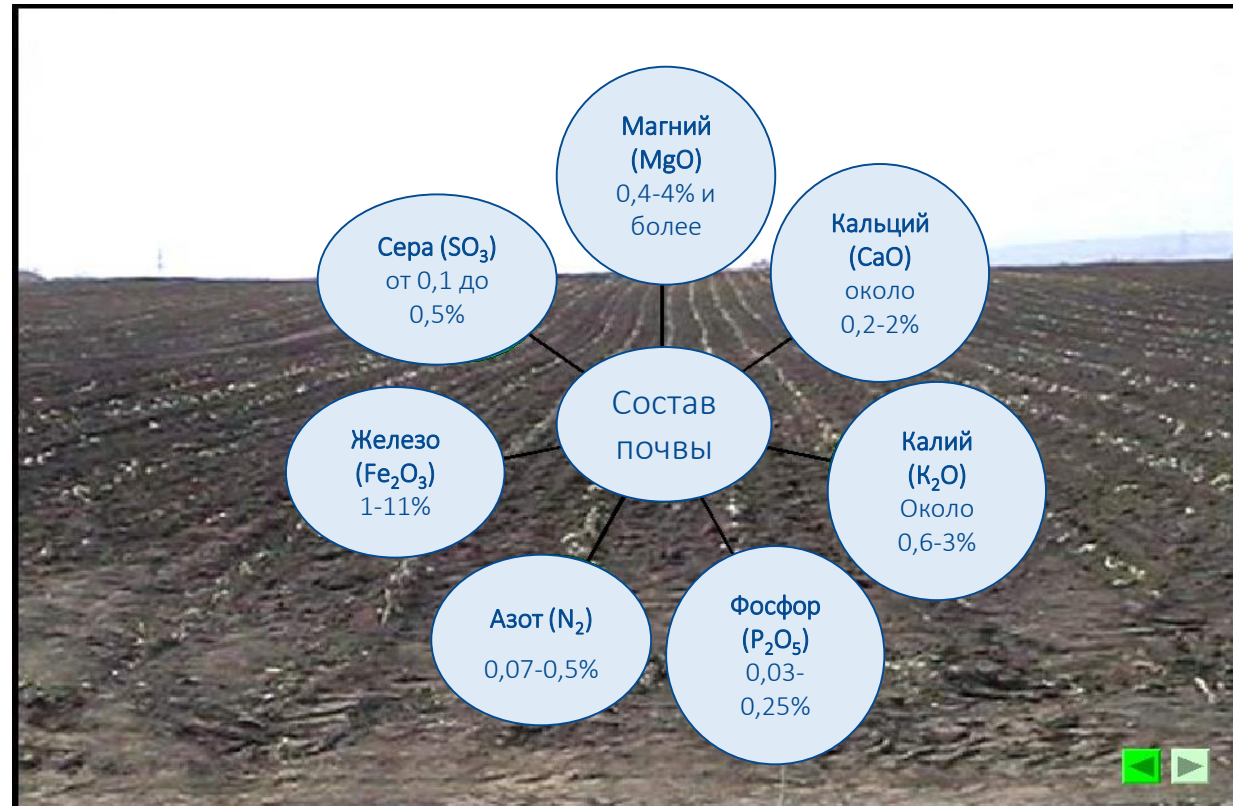 Магний
(MgO)
0,4-4% и
более
Кальций
(CaO)
около
0,2-2%
Калий
(К₂О)
Около
0,6-3%
Фосфор
(P₂O₅)
0,03-
0,25%
Азот (N₂)
0,07-0,5%
Железо
(Fe₂O₃)
1-11%
Сера (SO₃)
от 0,1 до
0,5%
Состав
почвы